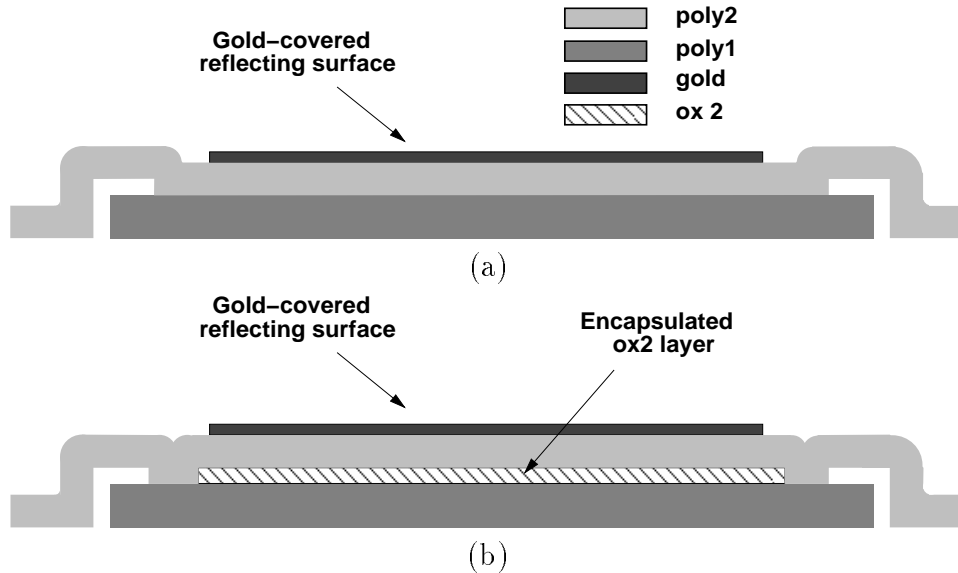 Gold–covered
reflecting surface
poly2
poly1
gold
ox 2
(a)
Gold–covered
reflecting surface
Encapsulated
ox2 layer
(b)